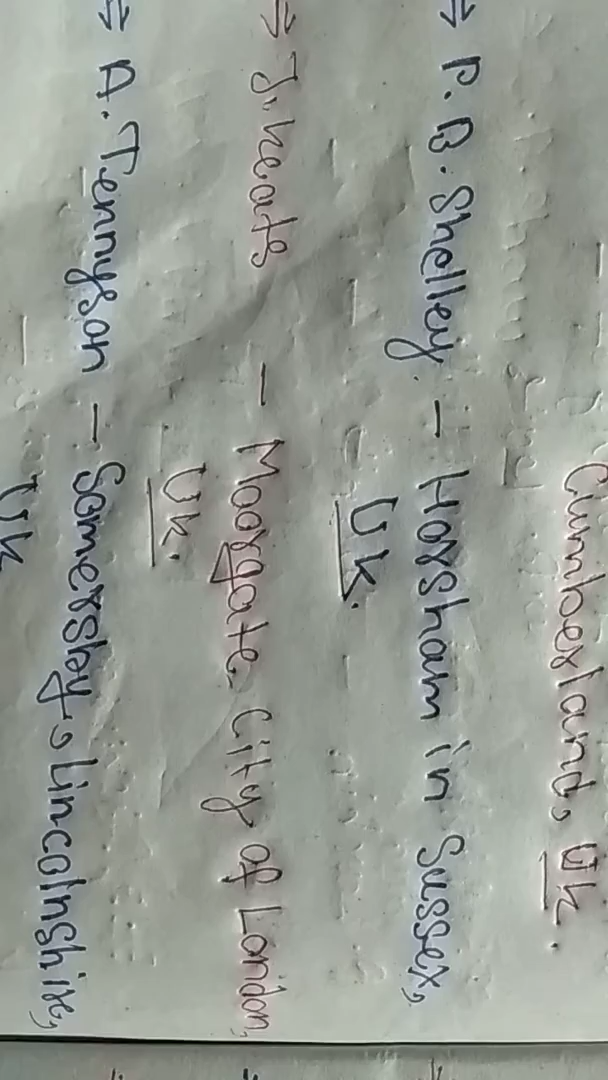 Cumberland, UK.
⇒ P. B. Shelley. – Horsham in Sussex,
UK.
⇒ J. Keats – Moorgate. City of London,
UK.
⇒ A. Tennyson – Somersby, Lincolnshire,
UK